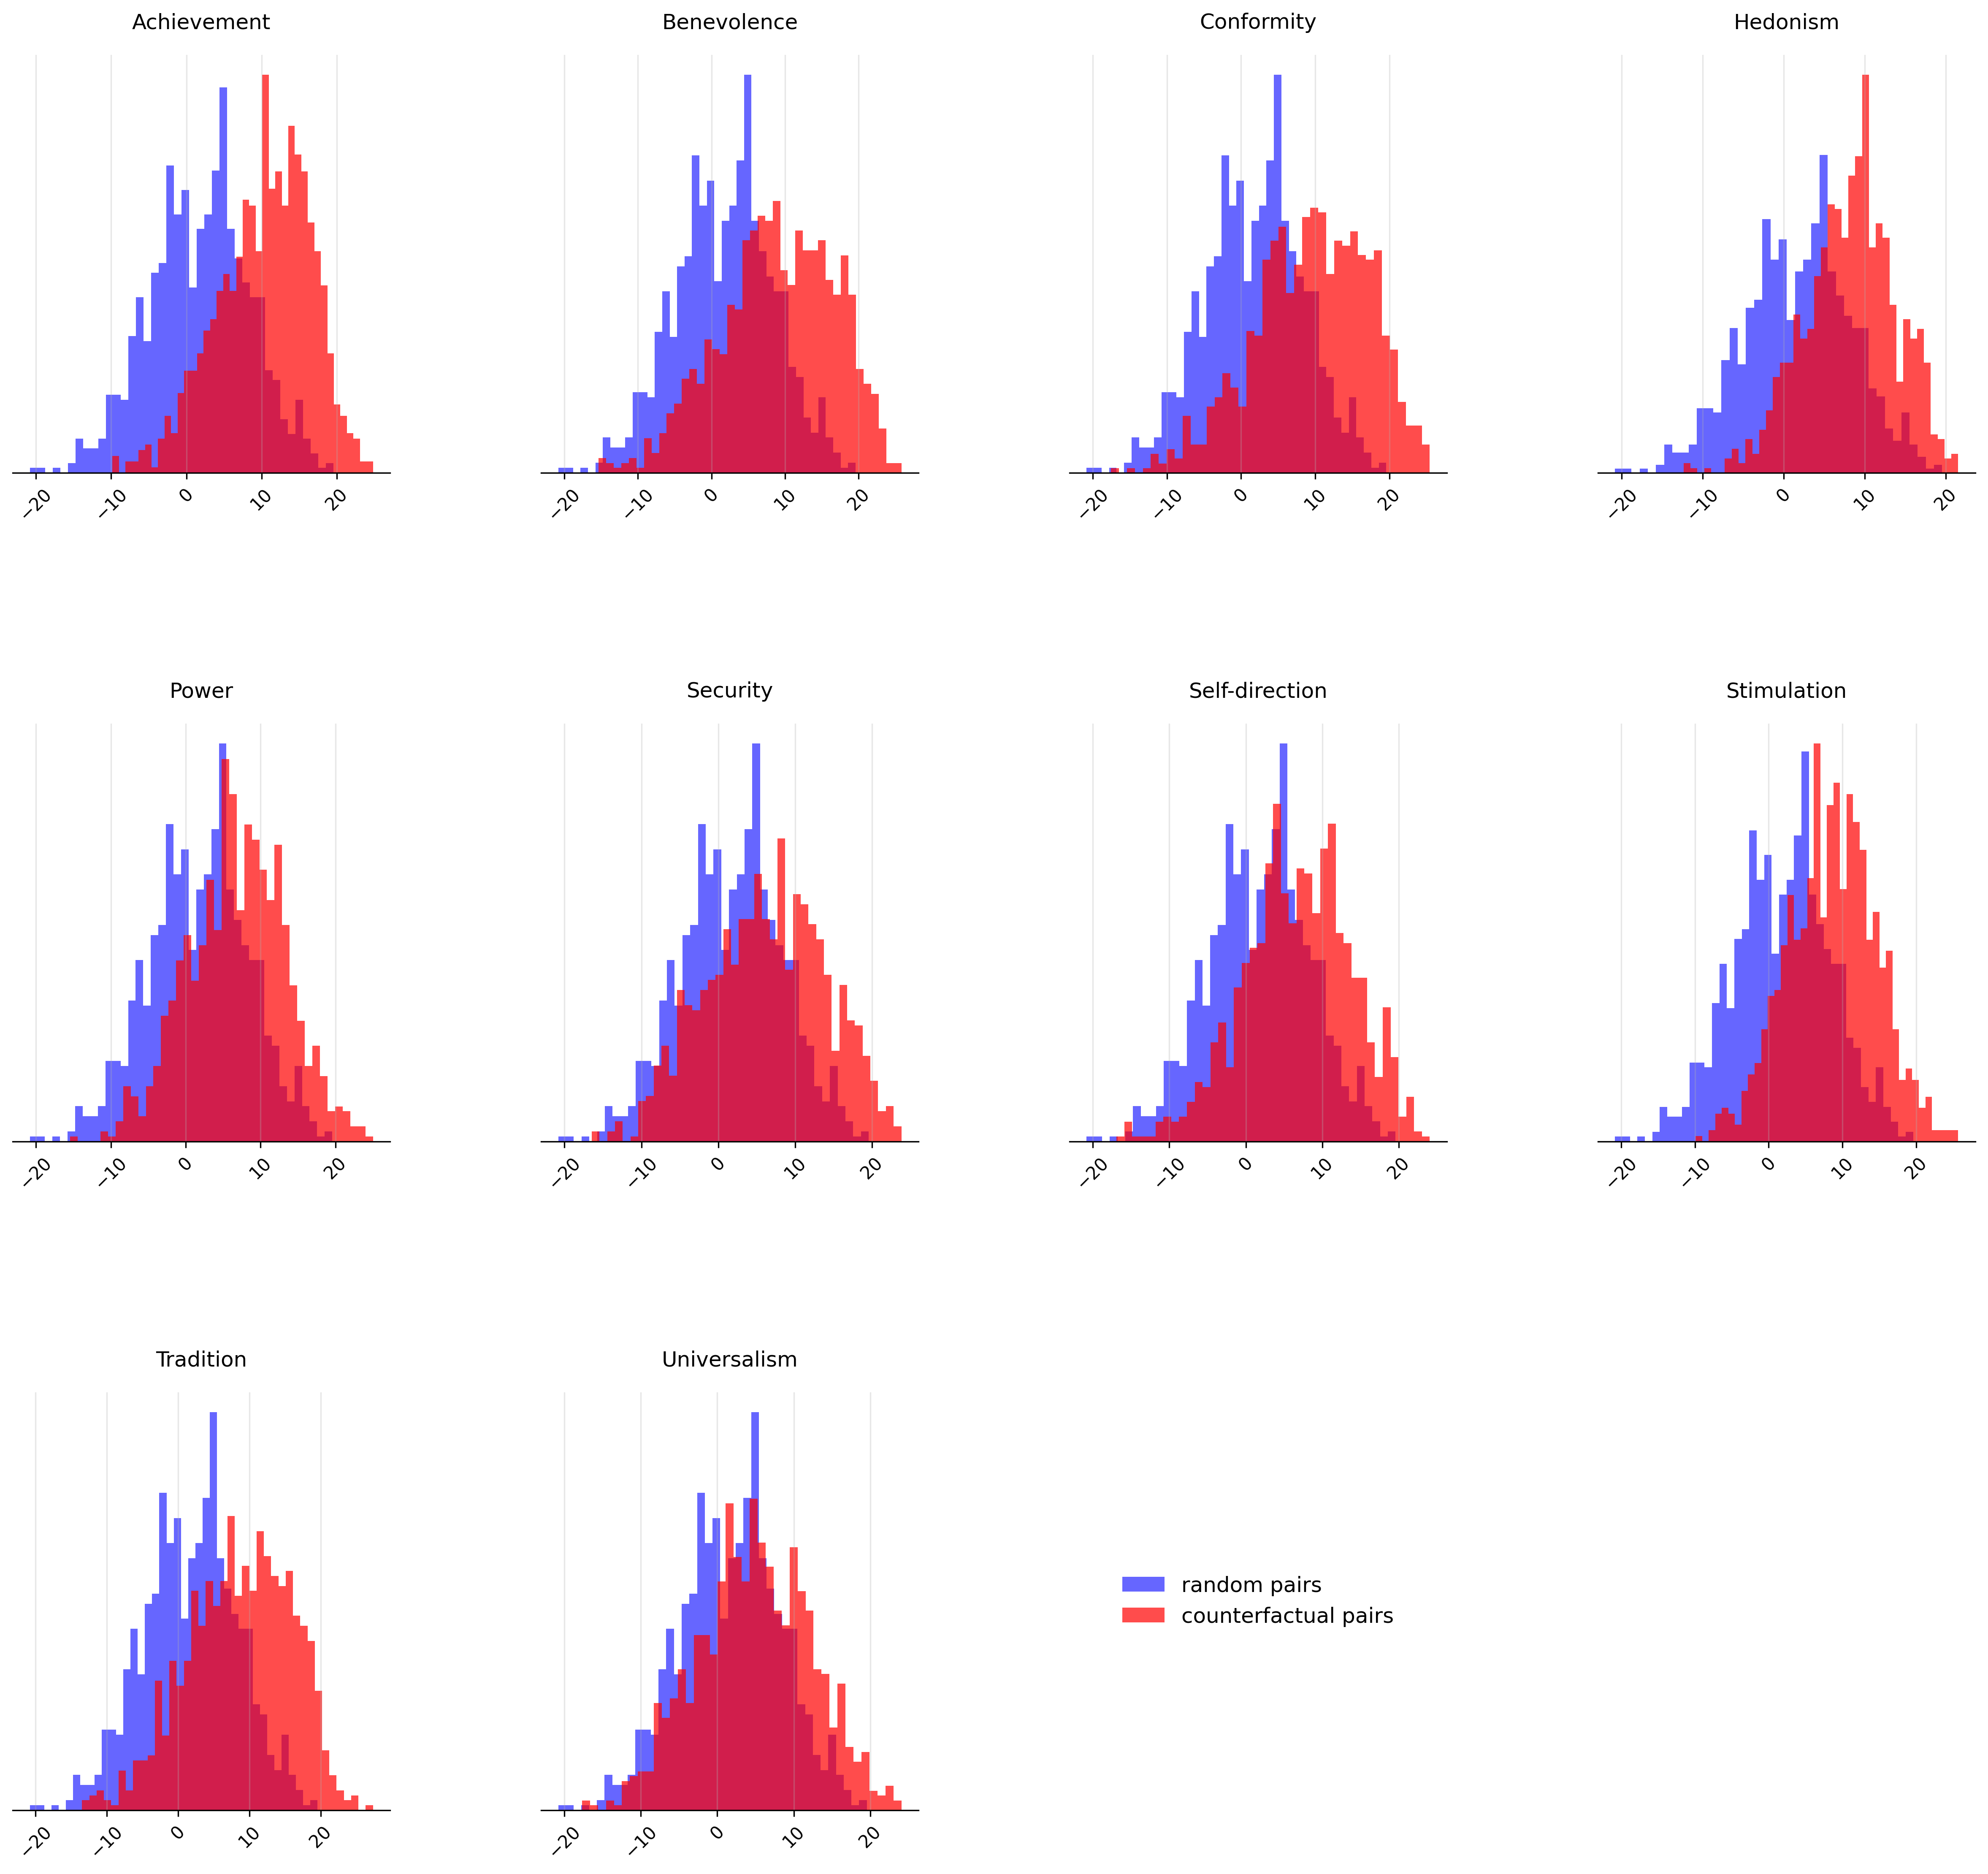 Achievement
Benevolence
Conformity
Hedonism
−20 −10 0 10 20
−20 −10 0 10 20
−20 −10 0 10 20
−20 −10 0 10 20
Power
Security
Self-direction
Stimulation
−20 −10 0 10 20
−20 −10 0 10 20
−20 −10 0 10 20
−20 −10 0 10 20
Tradition
Universalism
random pairs
counterfactual pairs
−20 −10 0 10 20
−20 −10 0 10 20